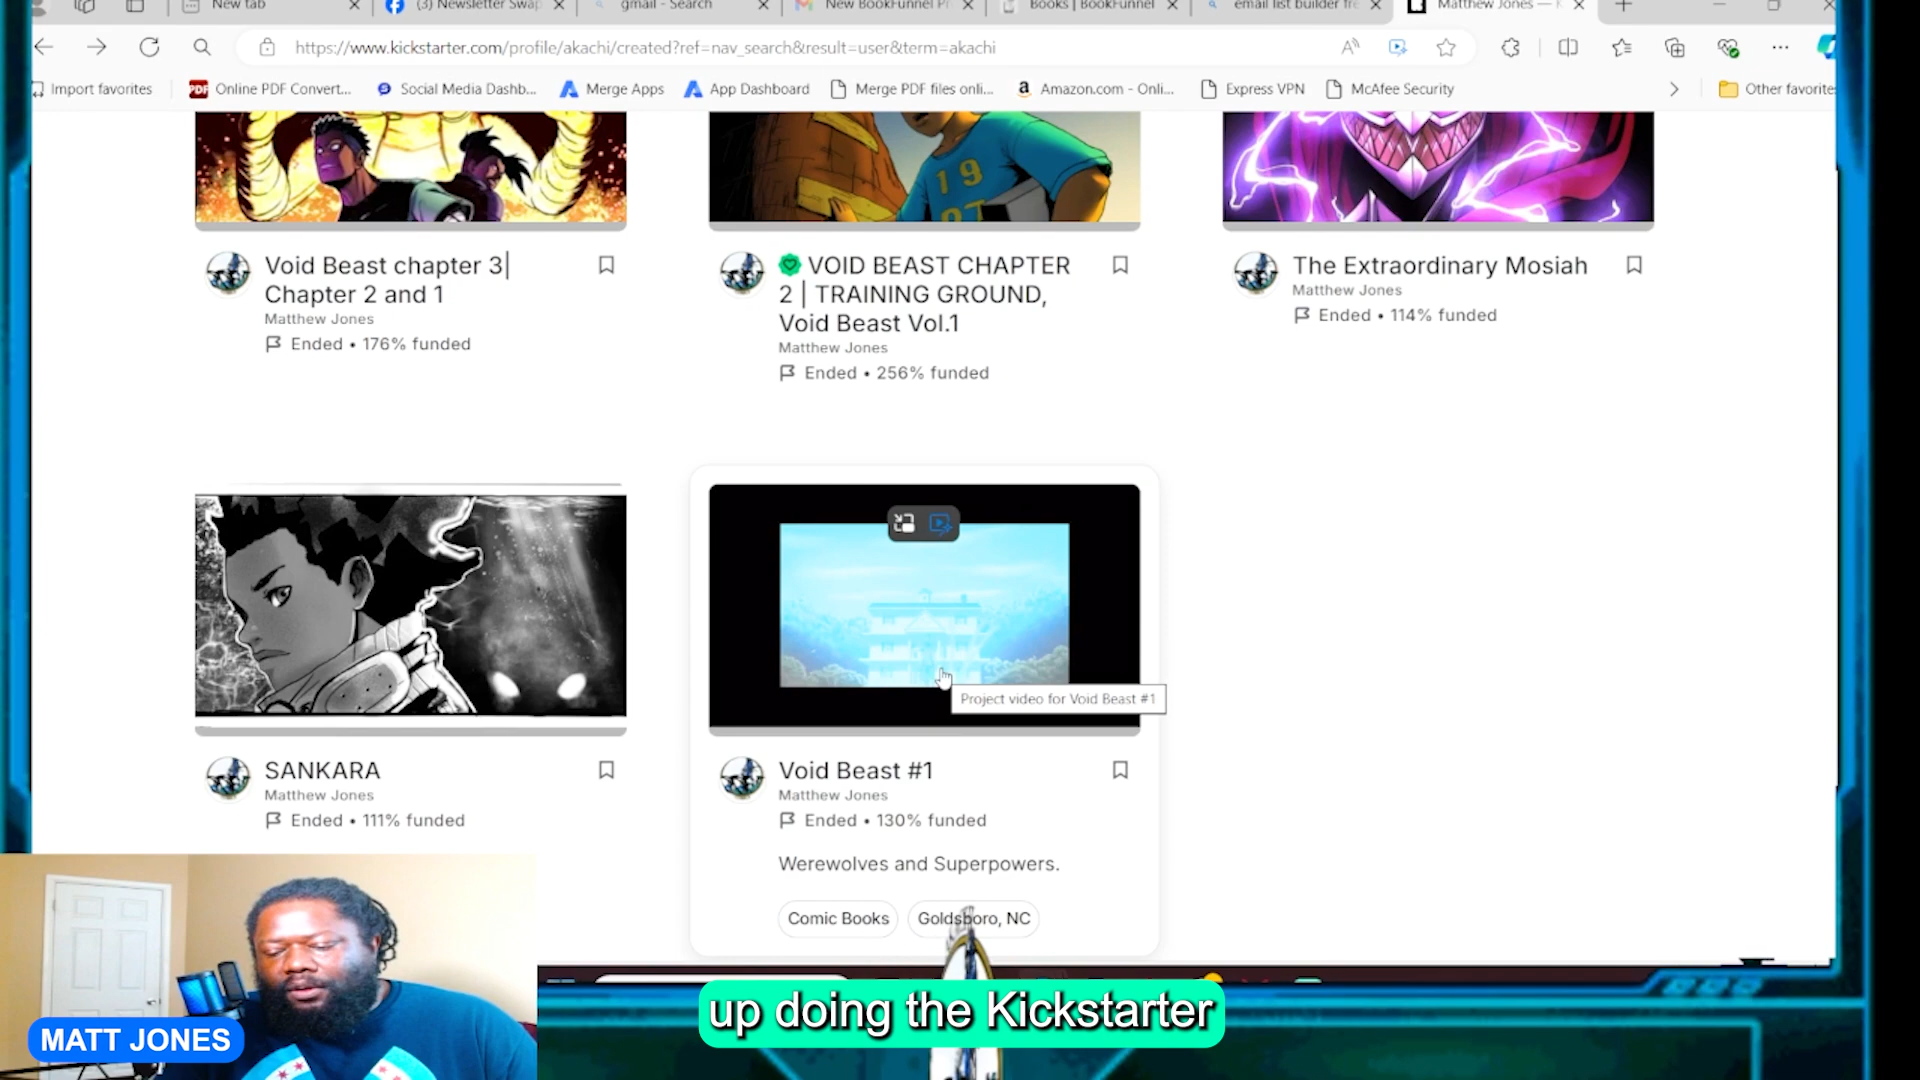 New tab
(3) Newsletter Swap
gmail - Search
New BookFunnel P
Books | BookFunnel
email list builder fre
Matthew Jones — K
https://www.kickstarter.com/profile/akachi/created?ref=nav_search&result=user&term=akachi
Import favorites
PDF Online PDF Convert...
Social Media Dashb...
Merge Apps
App Dashboard
Merge PDF files onli...
Amazon.com - Onli...
Express VPN
McAfee Security
Other favorites
19
97
Void Beast chapter 3|
Chapter 2 and 1
Matthew Jones
Ended • 176% funded
VOID BEAST CHAPTER
2 | TRAINING GROUND,
Void Beast Vol.1
Matthew Jones
Ended • 256% funded
The Extraordinary Mosiah
Matthew Jones
Ended • 114% funded
Project video for Void Beast #1
SANKARA
Matthew Jones
Ended • 111% funded
Void Beast #1
Matthew Jones
Ended • 130% funded
Werewolves and Superpowers.
Comic Books
Goldsboro, NC
MATT JONES
up doing the Kickstarter